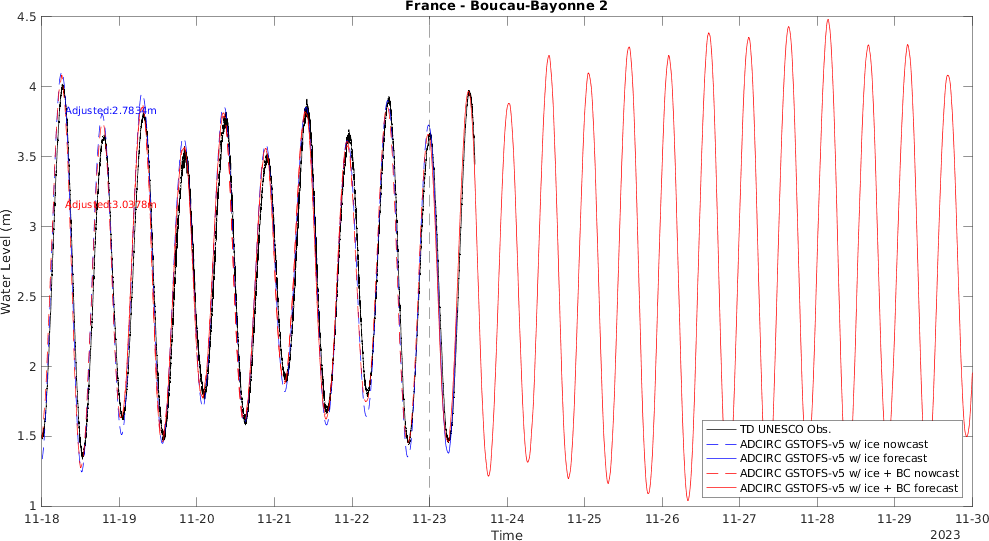 France - Boucau-Bayonne 2
4.5
4
3.5
3
2.5
2
1.5
1
Water Level (m)
Adjusted:2.7834m
Adjusted:3.0378m
TD UNESCO Obs.
ADCIRC GSTOFS-v5 w/ ice nowcast
ADCIRC GSTOFS-v5 w/ ice forecast
ADCIRC GSTOFS-v5 w/ ice + BC nowcast
ADCIRC GSTOFS-v5 w/ ice + BC forecast
11-18 11-19 11-20 11-21 11-22 11-23 11-24 11-25 11-26 11-27 11-28 11-29 11-30
Time
2023